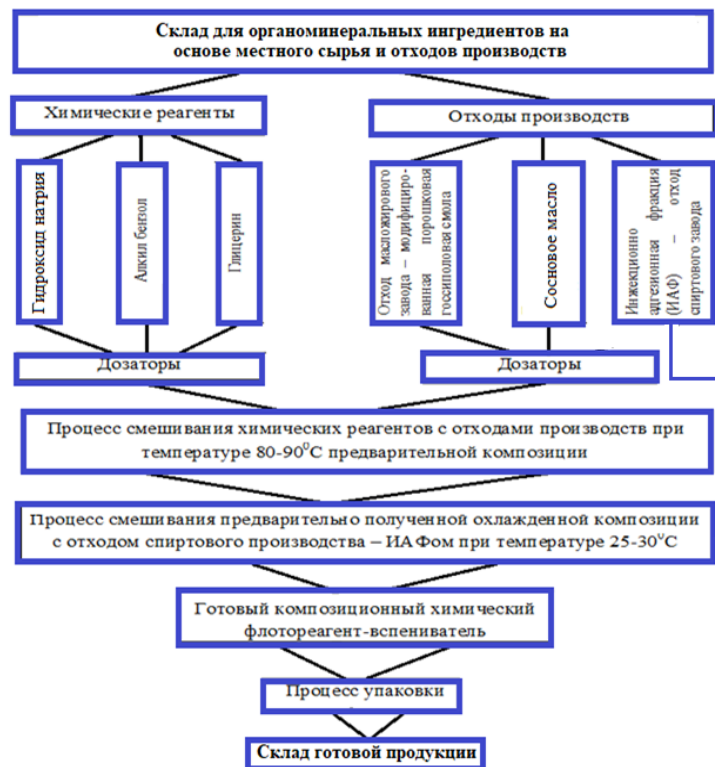 Склад для органоминеральных ингредиентов на
основе местного сырья и отходов производств
Химические реагенты
Отходы производств
Гидроксид натрия
Алкил бензол
Глицерин
Отход масложирового
завода – модифициро-
ванная порошковая
госсиполовая смола
Сосновое масло
Инжекционно
адгезионная фракция
(ИАФ) – отход
спиртового завода
Дозаторы
Дозаторы
Процесс смешивания химических реагентов с отходами производств при
температуре 80-90⁰С предварительной композиции
Процесс смешивания предварительно полученной охлажденной композиции
с отходом спиртового производства – ИАФом при температуре 25-30⁰С
Готовый композиционный химический
флотореагент-вспениватель
Процесс упаковки
Склад готовой продукции